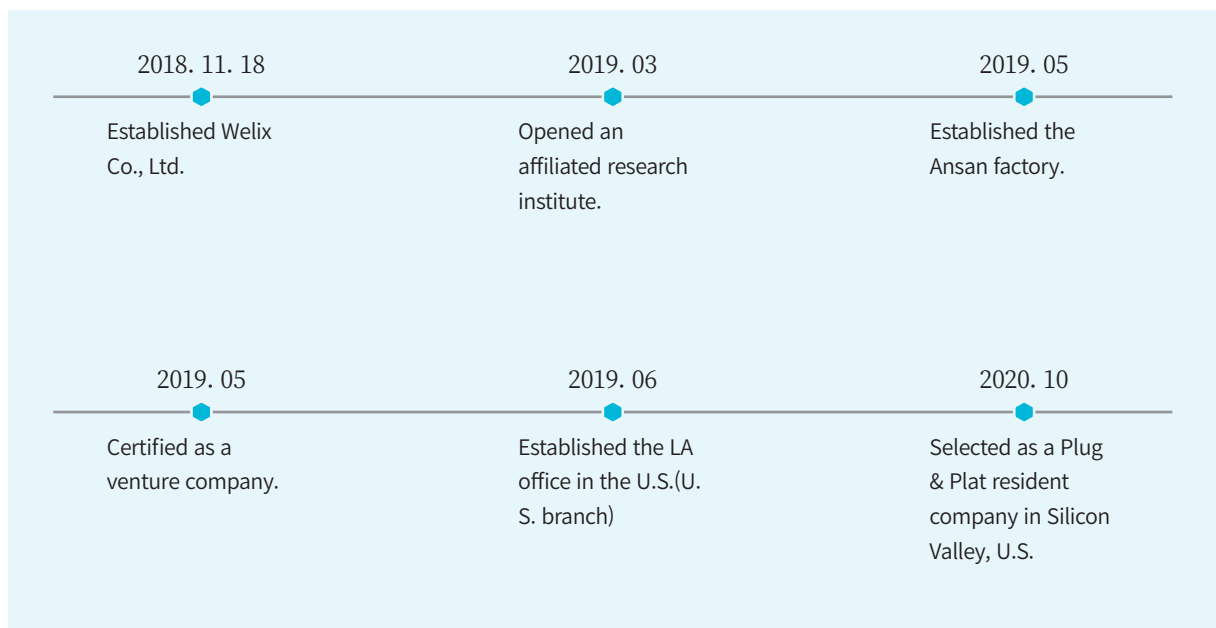 2018. 11. 18
Established Welix
Co., Ltd.
2019. 03
Opened an
affiliated research
institute.
2019. 05
Established the
Ansan factory.
2019. 05
Certified as a
venture company.
2019. 06
Established the LA
office in the U.S.(U.
S. branch)
2020. 10
Selected as a Plug
& Plat resident
company in Silicon
Valley, U.S.